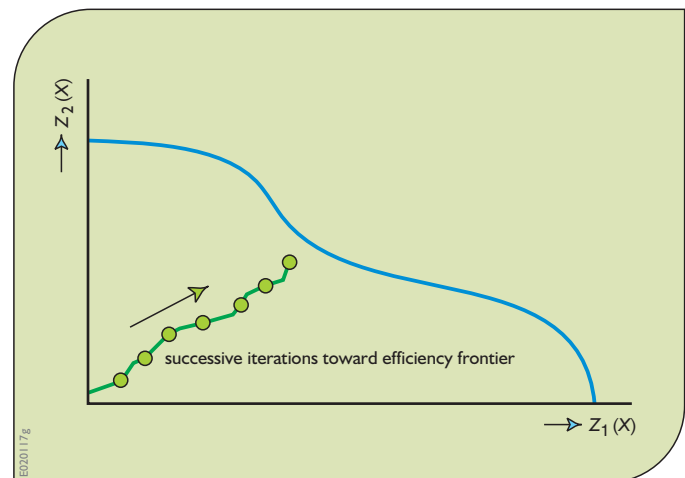 Z2 (X)
successive iterations toward efficiency frontier
Z1 (X)
E020117g